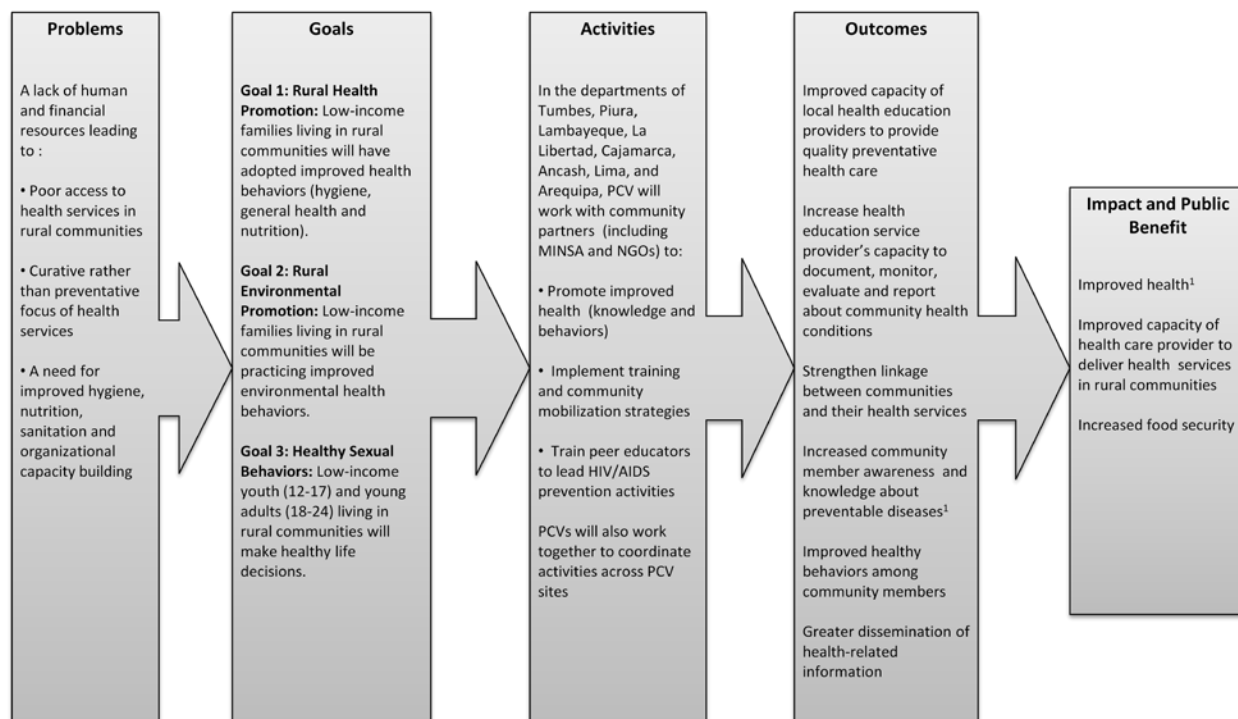 Problems
A lack of human
and financial
resources leading
to :
• Poor access to
health services in
rural communities
• Curative rather
than preventative
focus of health
services
• A need for
improved hygiene,
nutrition,
sanitation and
organizational
capacity building
Goals
Goal 1: Rural Health
Promotion: Low-income
families living in rural
communities will have
adopted improved health
behaviors (hygiene,
general health and
nutrition).
Goal 2: Rural
Environmental
Promotion: Low-income
families living in rural
communities will be
practicing improved
environmental health
behaviors.
Goal 3: Healthy Sexual
Behaviors: Low-income
youth (12-17) and young
adults (18-24) living in
rural communities will
make healthy life
decisions.
Activities
In the departments of
Tumbes, Piura,
Lambayeque, La
Libertad, Cajamarca,
Ancash, Lima, and
Arequipa, PCV will
work with community
partners (including
MINSA and NGOs) to:
• Promote improved
health (knowledge and
behaviors)
• Implement training
and community
mobilization strategies
• Train peer educators
to lead HIV/AIDS
prevention activities
PCVs will also work
together to coordinate
activities across PCV
sites
Outcomes
Improved capacity of
local health education
providers to provide
quality preventative
health care
Increase health
education service
provider’s capacity to
document, monitor,
evaluate and report
about community health
conditions
Strengthen linkage
between communities
and their health services
Increased community
member awareness and
knowledge about
preventable diseases¹
Improved healthy
behaviors among
community members
Greater dissemination of
health-related
information
Impact and Public
Benefit
Improved health¹
Improved capacity of
health care provider to
deliver health services
in rural communities
Increased food security